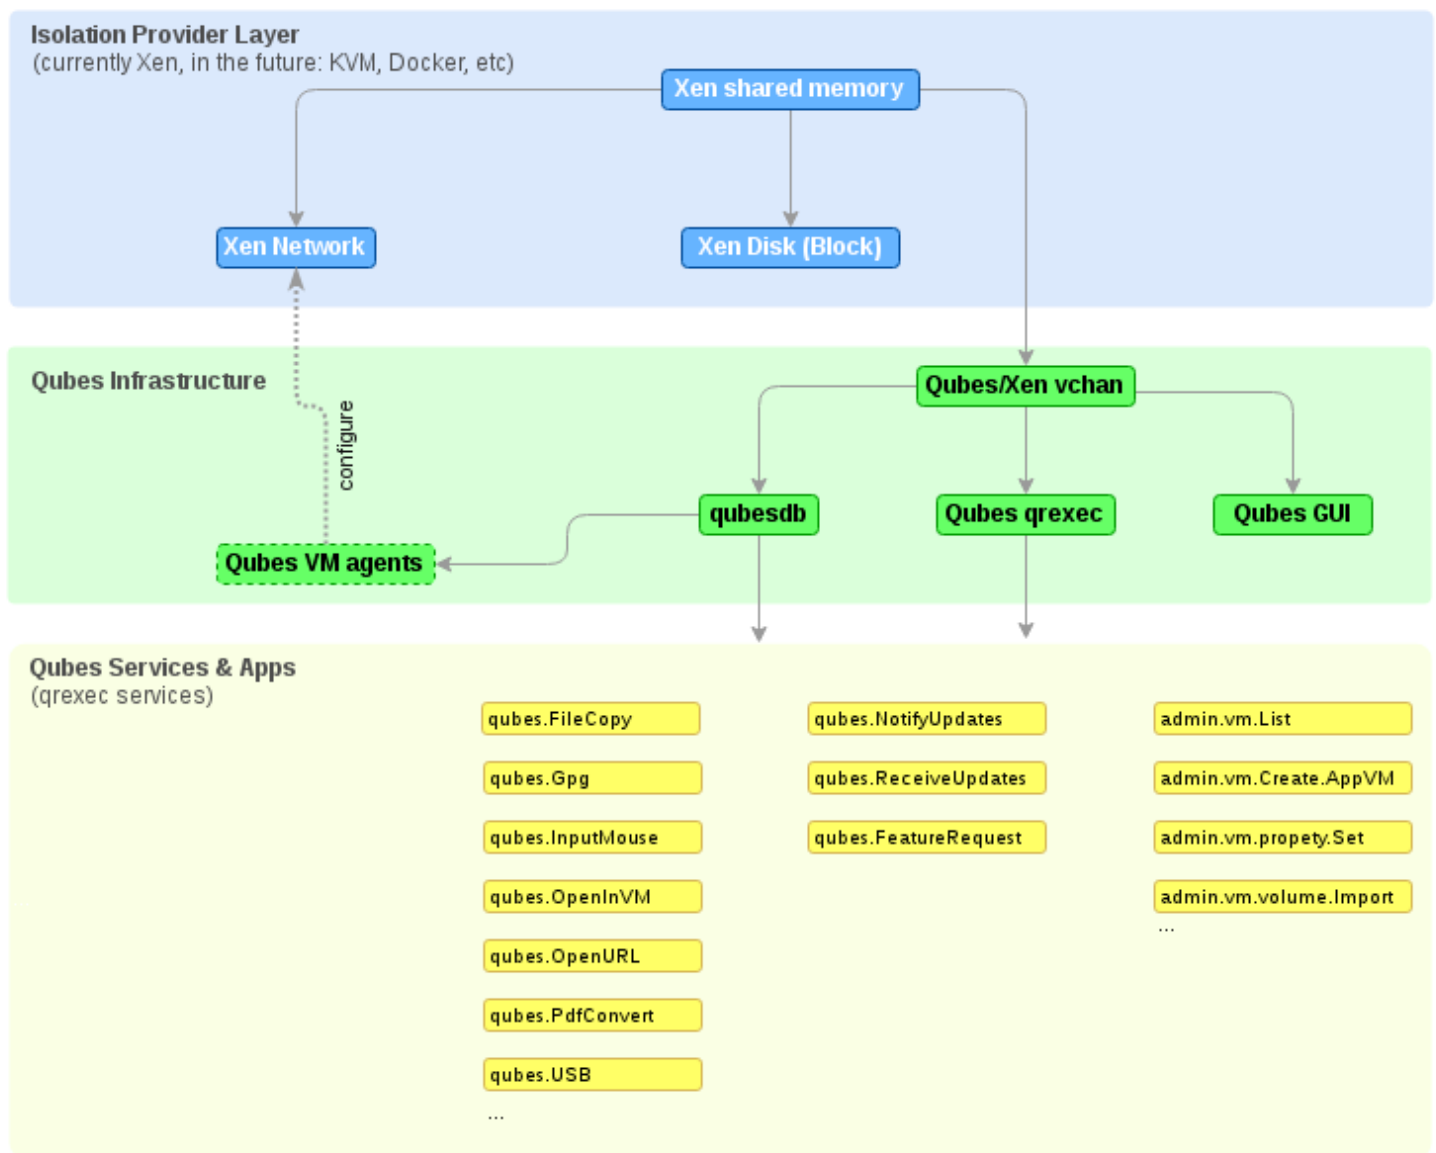 Isolation Provider Layer
(currently Xen, in the future: KVM, Docker, etc)
Xen shared memory
Xen Network
Xen Disk (Block)
Qubes Infrastructure
Qubes/Xen vchan
configure
qubesdb
Qubes qrexec
Qubes GUI
Qubes VM agents
Qubes Services & Apps
(qrexec services)
qubes.FileCopy
qubes.Gpg
qubes.InputMouse
qubes.OpenInVM
qubes.OpenURL
qubes.PdfConvert
qubes.USB
...
qubes.NotifyUpdates
qubes.ReceiveUpdates
qubes.FeatureRequest
admin.vm.List
admin.vm.Create.AppVM
admin.vm.propety.Set
admin.vm.volume.Import
...